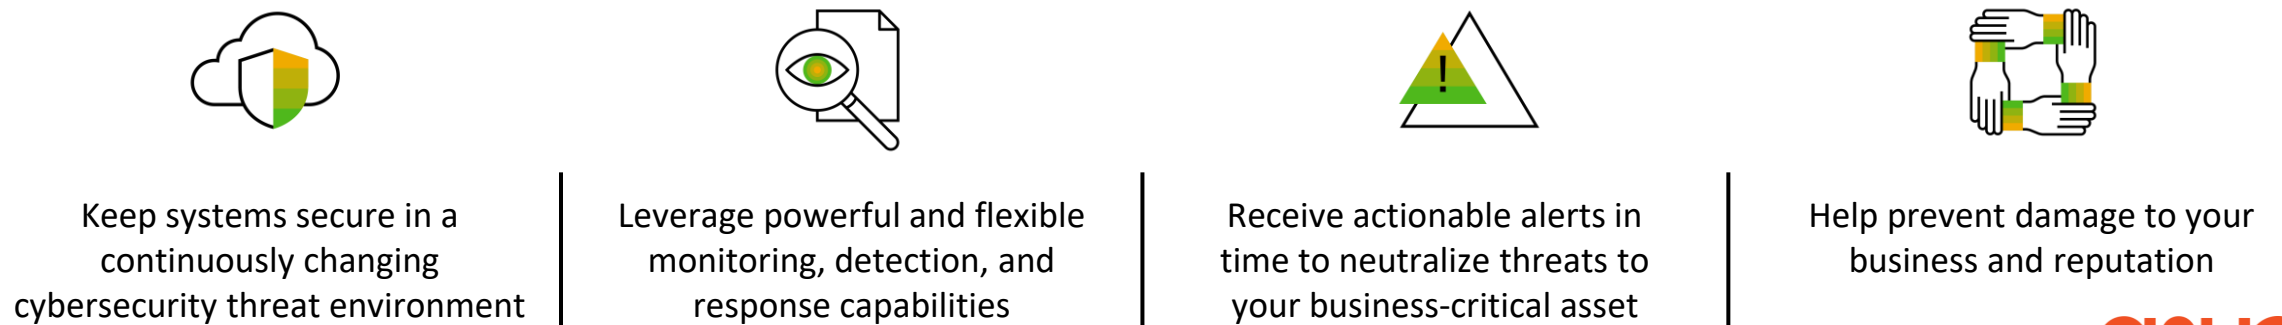 Keep systems secure in a
continuously changing
cybersecurity threat environment
Leverage powerful and flexible
monitoring, detection, and
response capabilities
!
Receive actionable alerts in
time to neutralize threats to
your business-critical asset
Help prevent damage to your
business and reputation